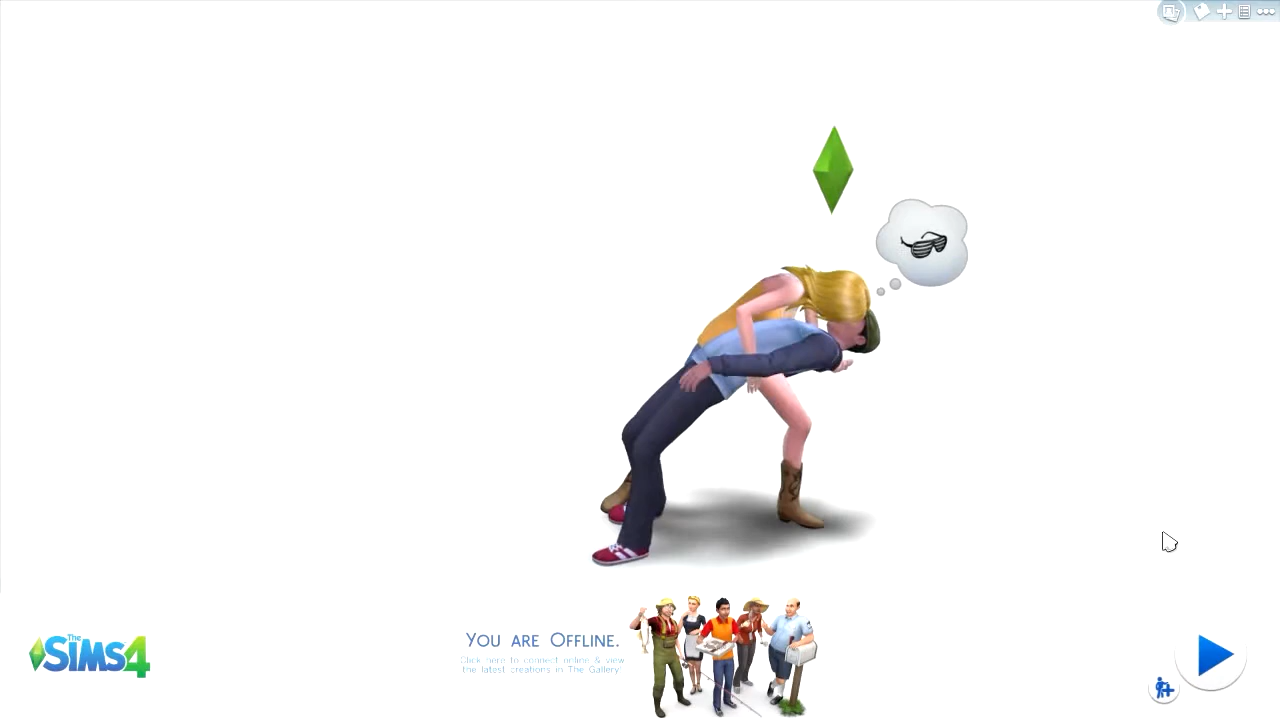 The
SIMS4
YOU ARE OFFLINE.
Click here to connect online & view
the latest creations in The Gallery!